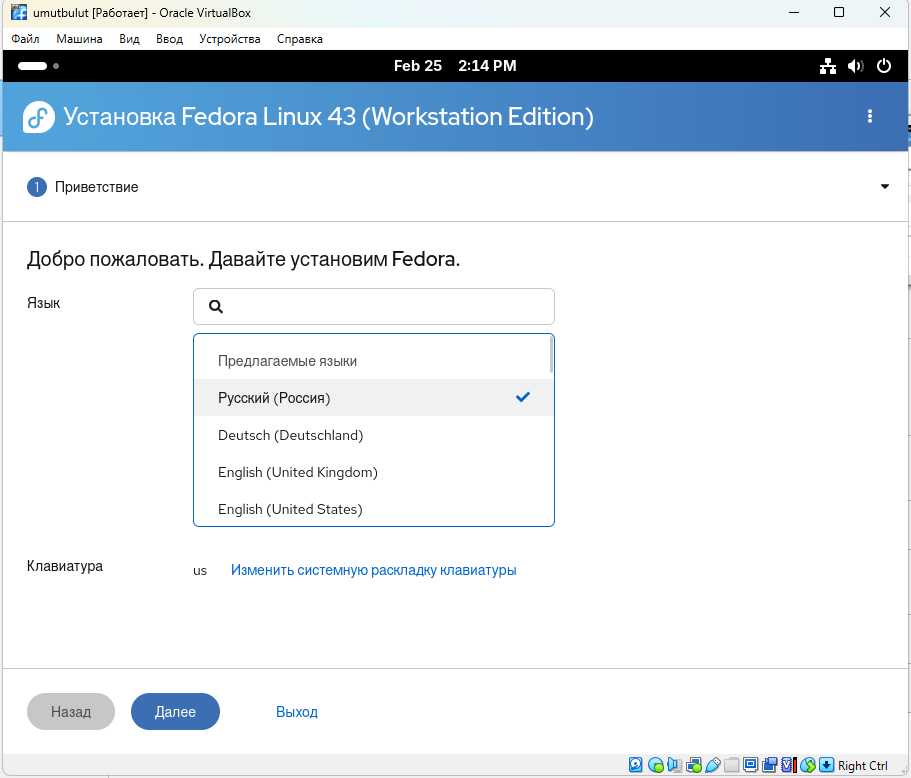 umutbulut [Работает] - Oracle VirtualBox
Файл Машина Вид Ввод Устройства Справка
Feb 25 2:14 PM
Установка Fedora Linux 43 (Workstation Edition)
1 Приветствие
Добро пожаловать. Давайте установим Fedora.
Язык
Предлагаемые языки
Русский (Россия)
Deutsch (Deutschland)
English (United Kingdom)
English (United States)
Клавиатура us Изменить системную раскладку клавиатуры
Назад Далее Выход
Right Ctrl